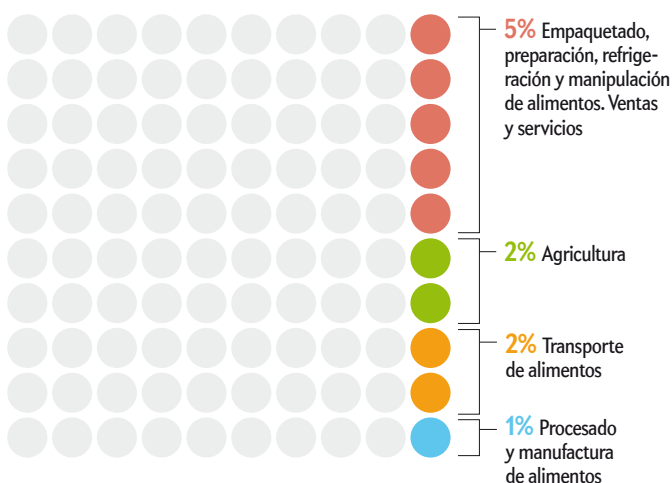 5% Empaquetado,
preparación, refrige-
ración y manipulación
de alimentos. Ventas
y servicios
2% Agricultura
2% Transporte
de alimentos
1% Procesado
y manufactura
de alimentos